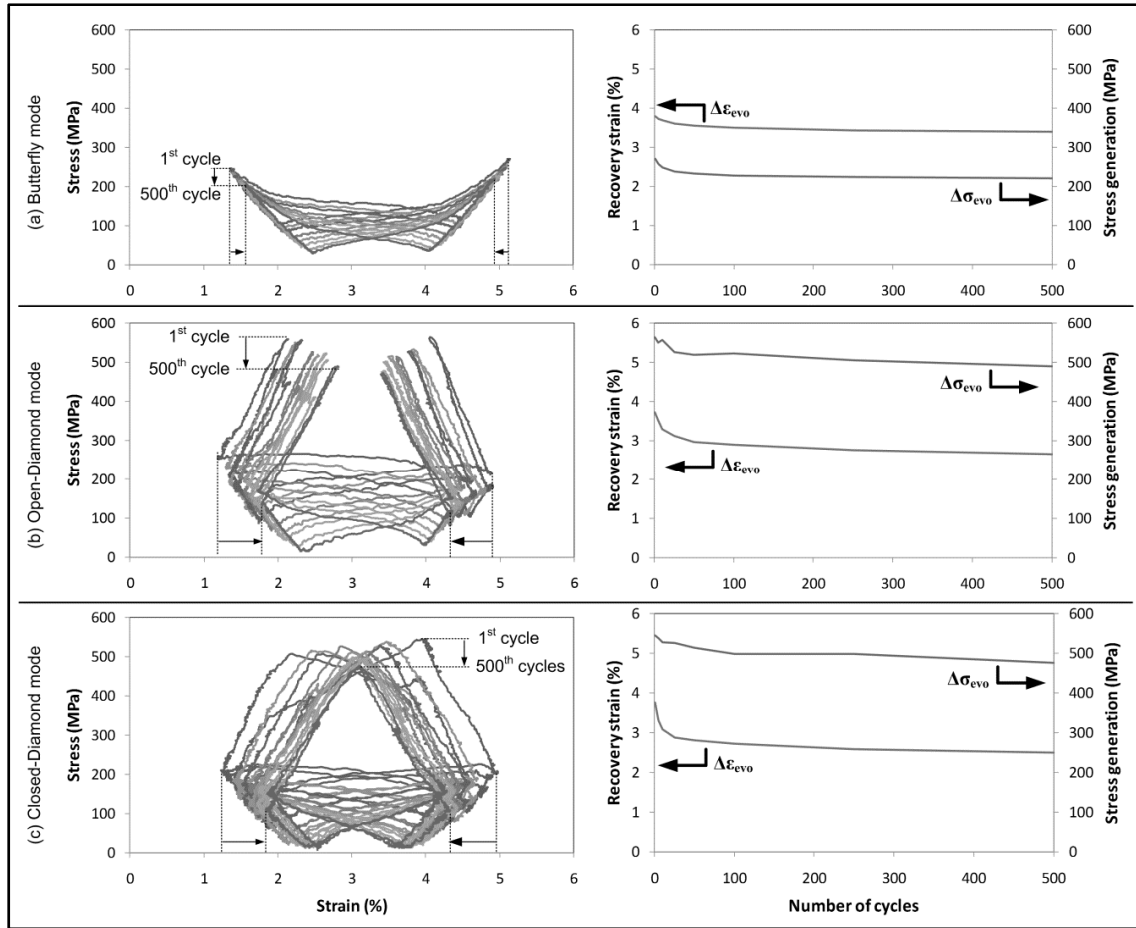 (a) Butterfly mode
Stress (MPa)
600
500
400
300
200
100
0
1st cycle
500th cycle
0 1 2 3 4 5 6
Recovery strain (%)
6
5
4
3
2
1
0
Δεevo
Δσevo
600
500
400
300
200
100
0
Stress generation (MPa)
0 100 200 300 400 500
(b) Open-Diamond mode
Stress (MPa)
600
500
400
300
200
100
0
1st cycle
500th cycle
0 1 2 3 4 5 6
Recovery strain (%)
6
5
4
3
2
1
0
Δσevo
Δεevo
600
500
400
300
200
100
0
Stress generation (MPa)
0 100 200 300 400 500
(c) Closed-Diamond mode
Stress (MPa)
600
500
400
300
200
100
0
1st cycle
500th cycles
0 1 2 3 4 5 6
Strain (%)
Recovery strain (%)
6
5
4
3
2
1
0
Δσevo
Δεevo
600
500
400
300
200
100
0
Stress generation (MPa)
0 100 200 300 400 500
Number of cycles